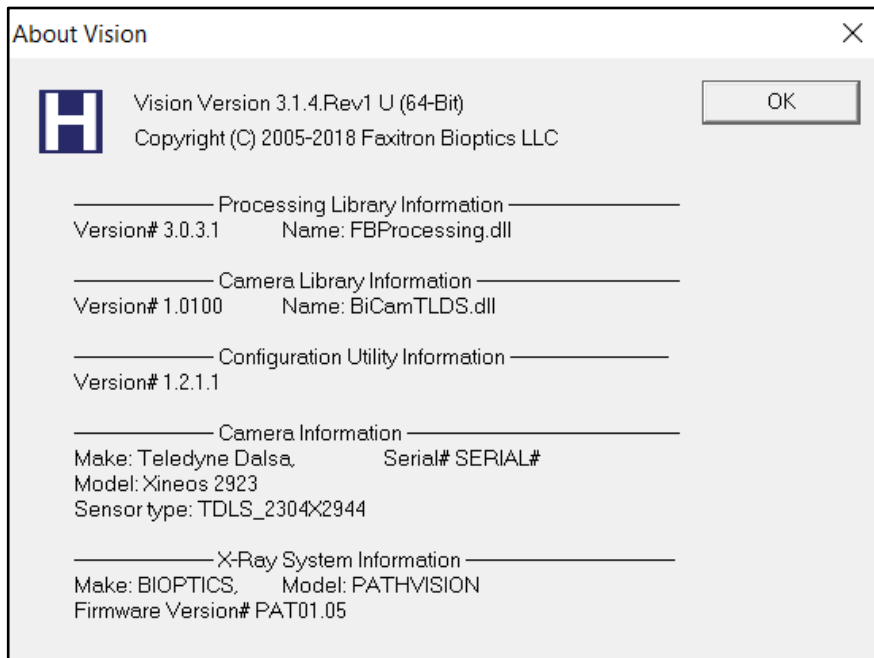 About Vision
H
Vision Version 3.1.4.Rev1 U (64-Bit)
OK
Copyright (C) 2005-2018 Faxitron Bioptics LLC
Processing Library Information
Version# 3.0.3.1 Name: FBProcessing.dll
Camera Library Information
Version# 1.0100 Name: BiCamTLDS.dll
Configuration Utility Information
Version# 1.2.1.1
Camera Information
Make: Teledyne Dalsa, Serial# SERIAL#
Model: Xineos 2923
Sensor type: TDLS_2304X2944
X-Ray System Information
Make: BIOPTICS, Model: PATHVISION
Firmware Version# PAT01.05